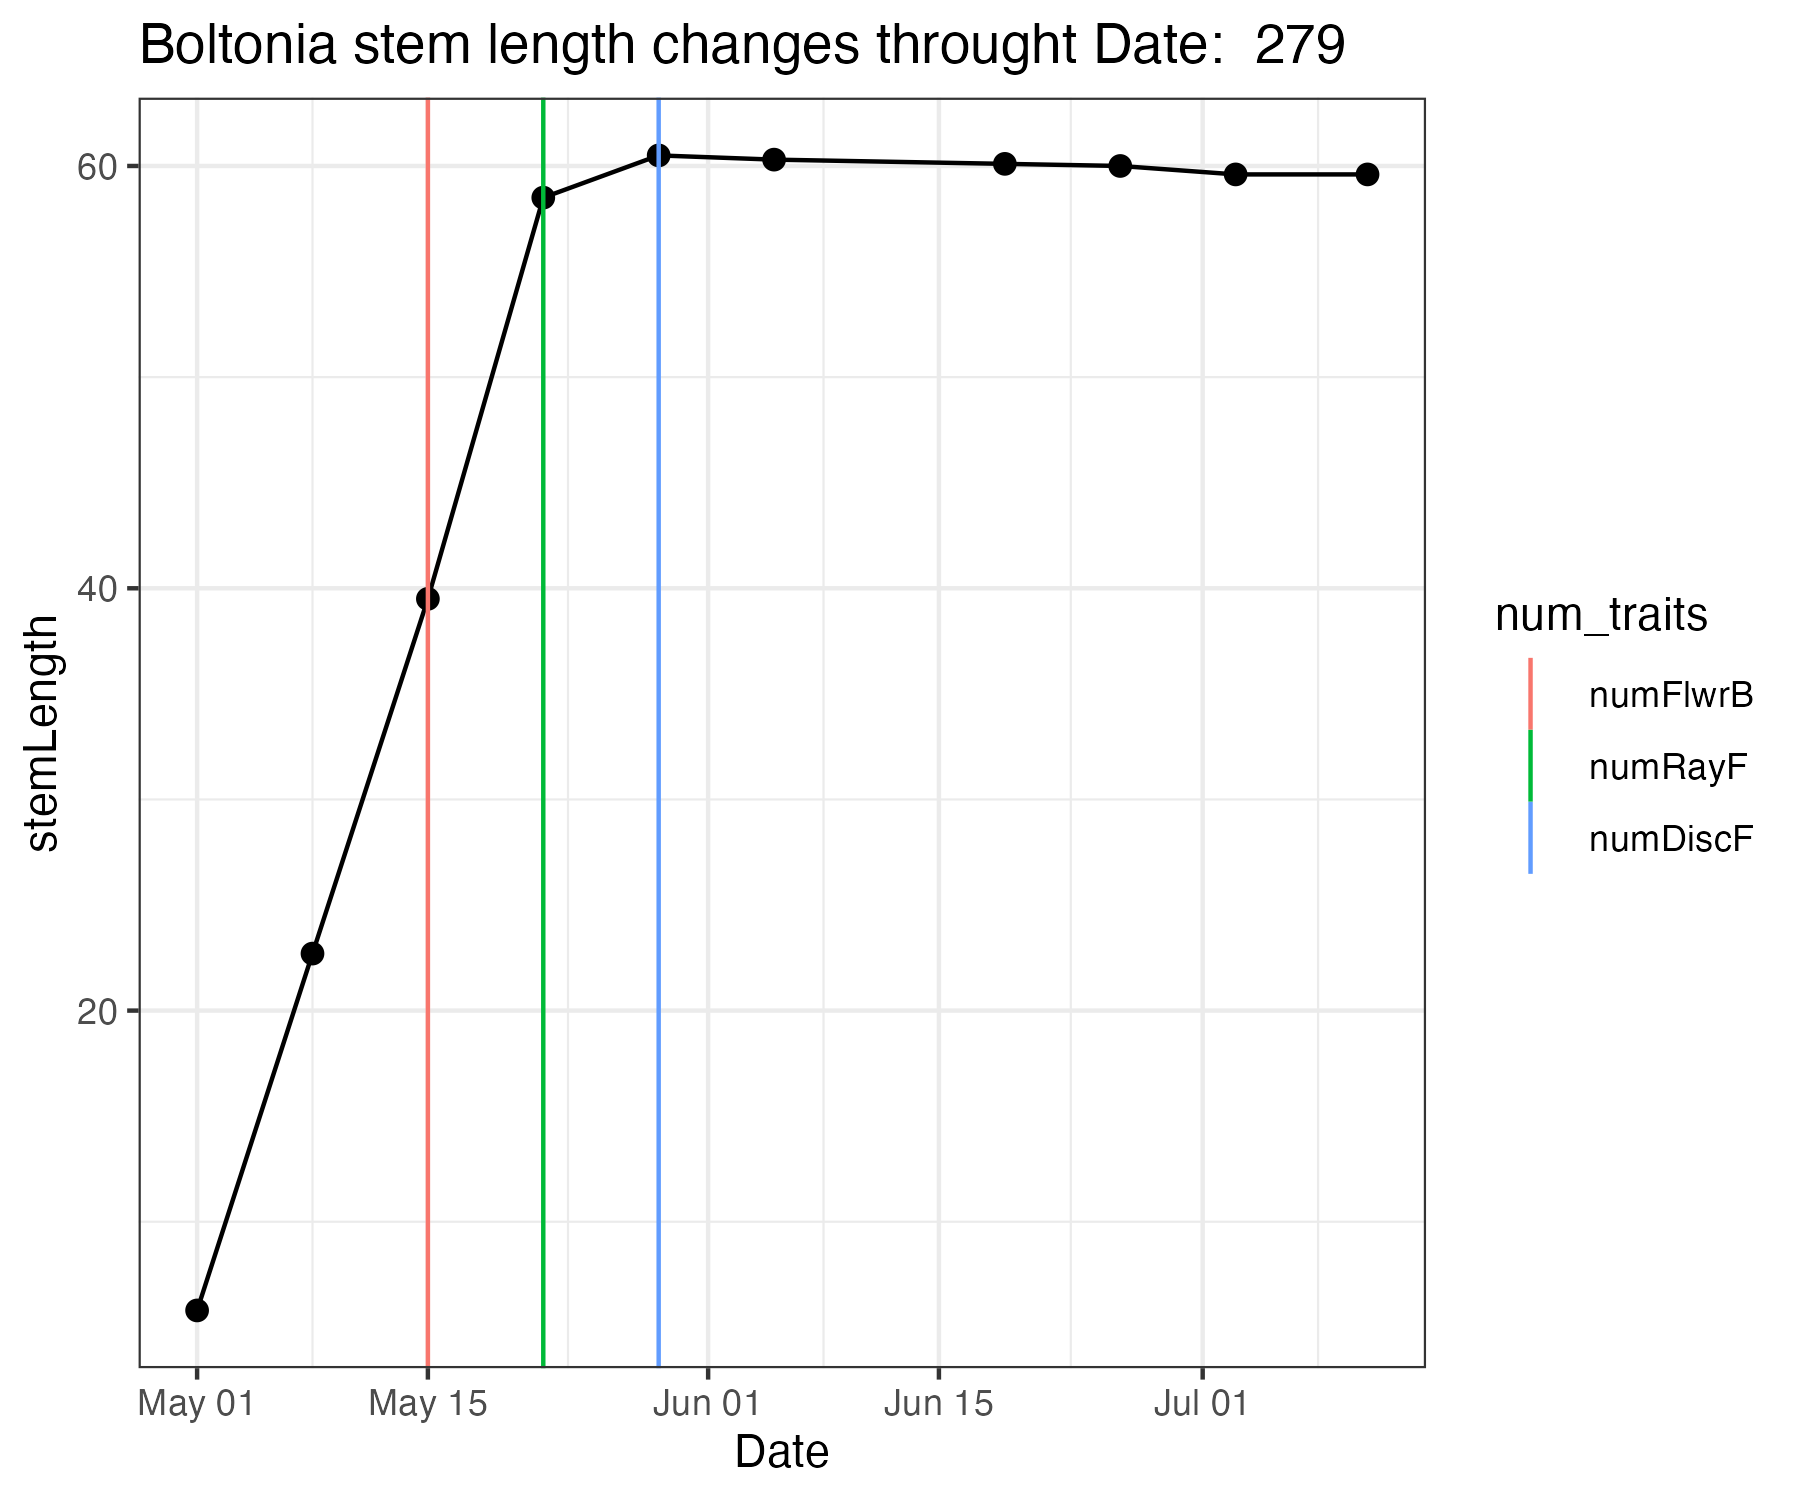 Boltonia stem length changes throught Date:  279
60
40
20
stemLength
May 01
May 15
Jun 01
Jun 15
Jul 01
Date
num_traits
numFlwrB
numRayF
numDiscF